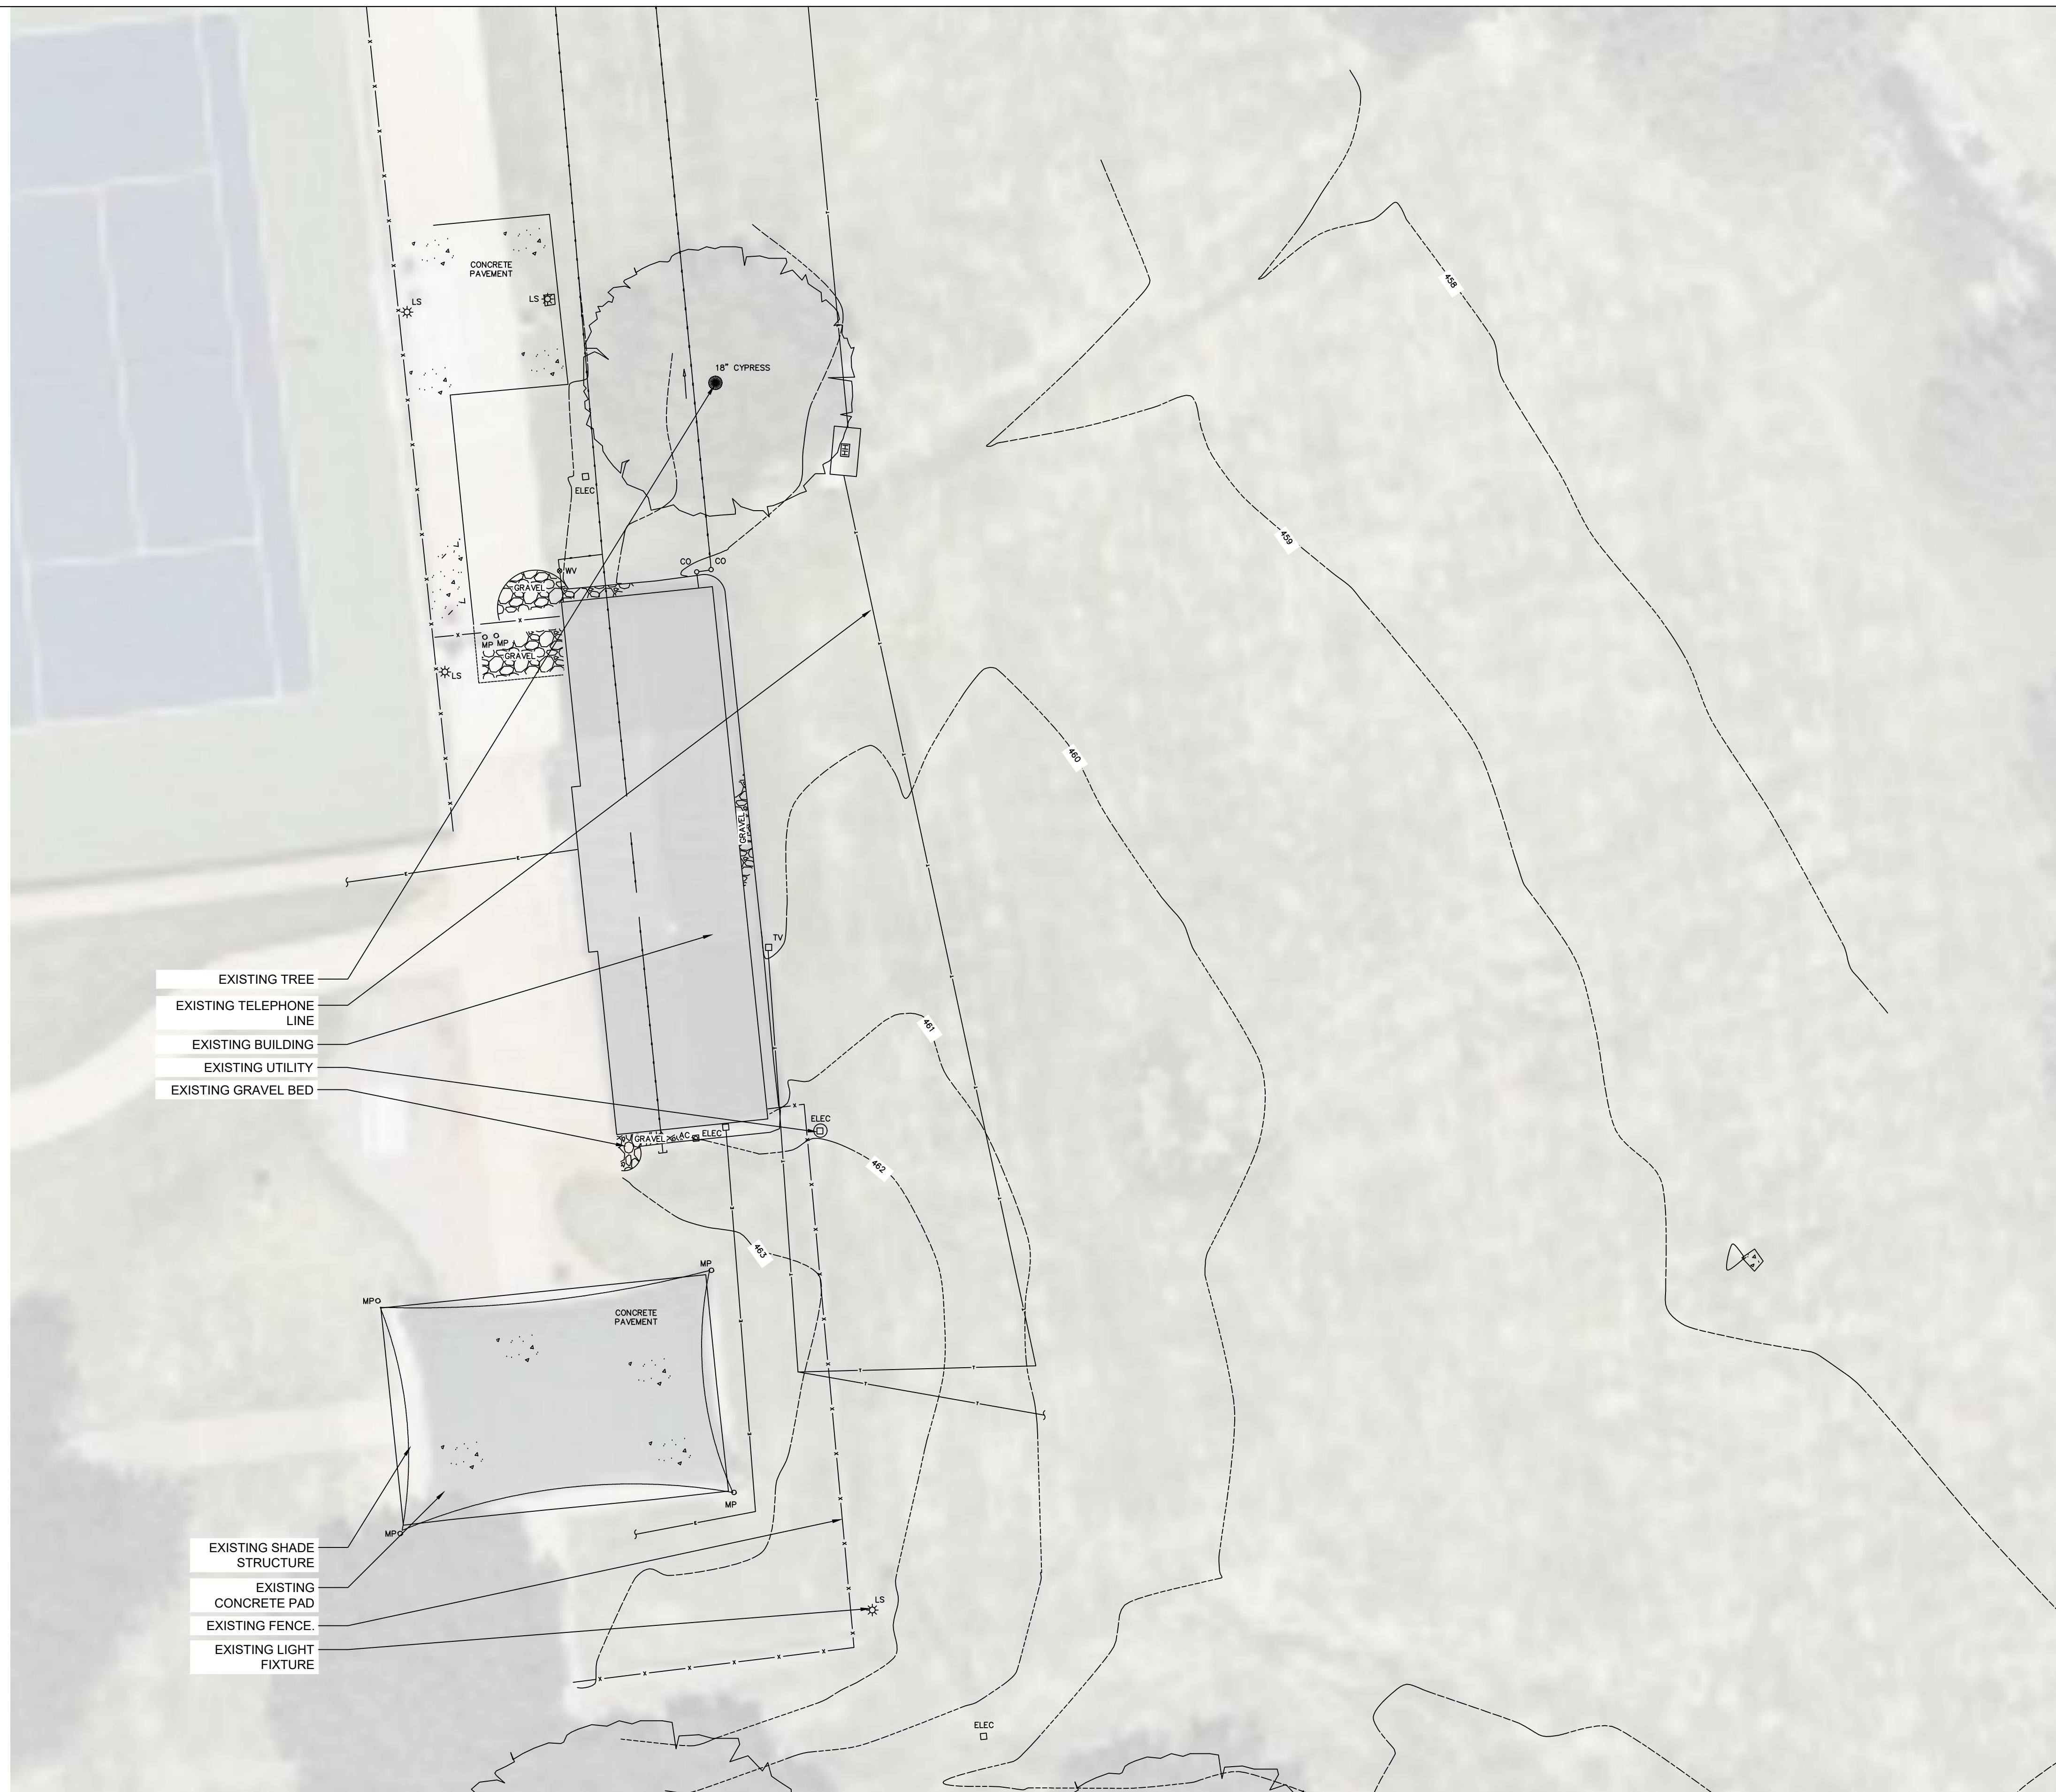 CONCRETE
PAVEMENT
458
LS
LS
18" CYPRESS
ELEC
459
CO
CO
WV
GRAVEL
MP
MP
GRAVEL
LS
460
GRAVEL
TV
EXISTING TREE
EXISTING TELEPHONE
LINE
EXISTING BUILDING
EXISTING UTILITY
EXISTING GRAVEL BED
461
ELEC
GRAVEL
AC
ELEC
462
463
MP
MP
CONCRETE
PAVEMENT
MP
MP
EXISTING SHADE
STRUCTURE
EXISTING
CONCRETE PAD
EXISTING FENCE.
EXISTING LIGHT
FIXTURE
LS
ELEC